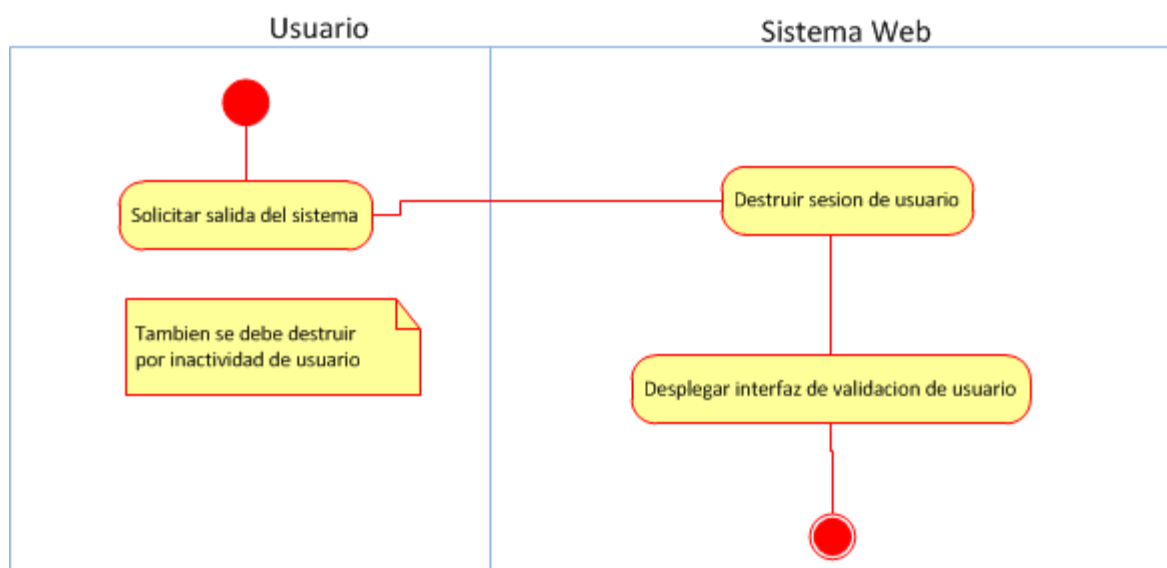 Usuario
Sistema Web
Solicitar salida del sistema
Destruir sesion de usuario
Tambien se debe destruir
por inactividad de usuario
Desplegar interfaz de validacion de usuario